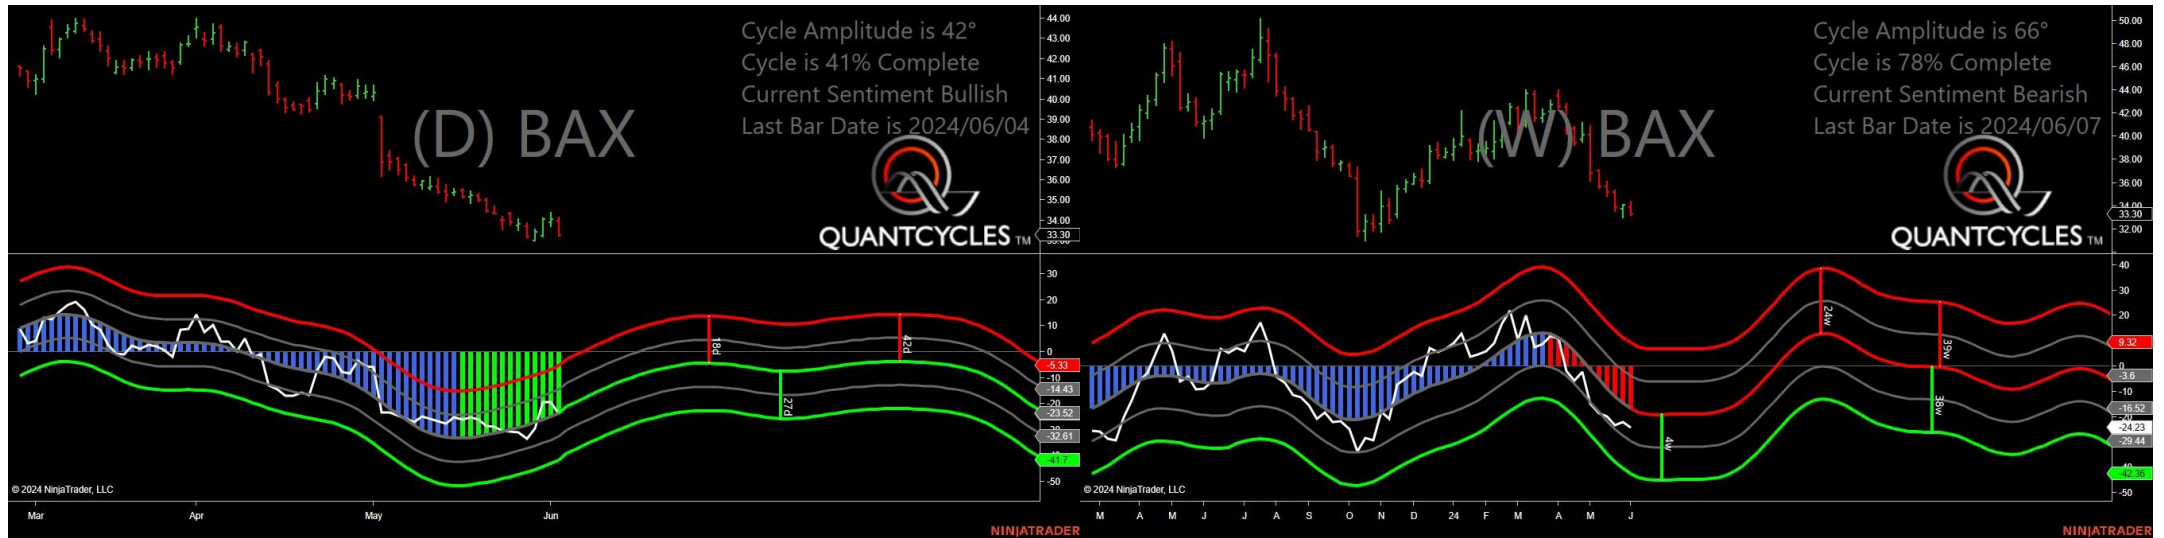 Cycle Amplitude is 42°
Cycle is 41% Complete
Current Sentiment Bullish
Last Bar Date is 2024/06/04
(D) BAX
QUANTCYCLES TM
44.00
43.00
42.00
41.00
40.00
39.00
38.00
37.00
36.00
35.00
34.00
33.30
30
20
10
0
-5.33
-10
-14.43
-20
-23.52
-32.61
-41.7
-50
18d
27d
42d
© 2024 NinjaTrader, LLC
Mar Apr May Jun
NINJATRADER
Cycle Amplitude is 66°
Cycle is 78% Complete
Current Sentiment Bearish
Last Bar Date is 2024/06/07
(W) BAX
QUANTCYCLES TM
50.00
48.00
46.00
44.00
42.00
40.00
38.00
36.00
34.00
33.30
32.00
40
30
20
9.32
0
-3.6
-16.52
-20
-24.23
-29.44
-42.36
-50
4w
24w
38w
39w
© 2024 NinjaTrader, LLC
M A M J J A S O N D 24 F M A M J
NINJATRADER